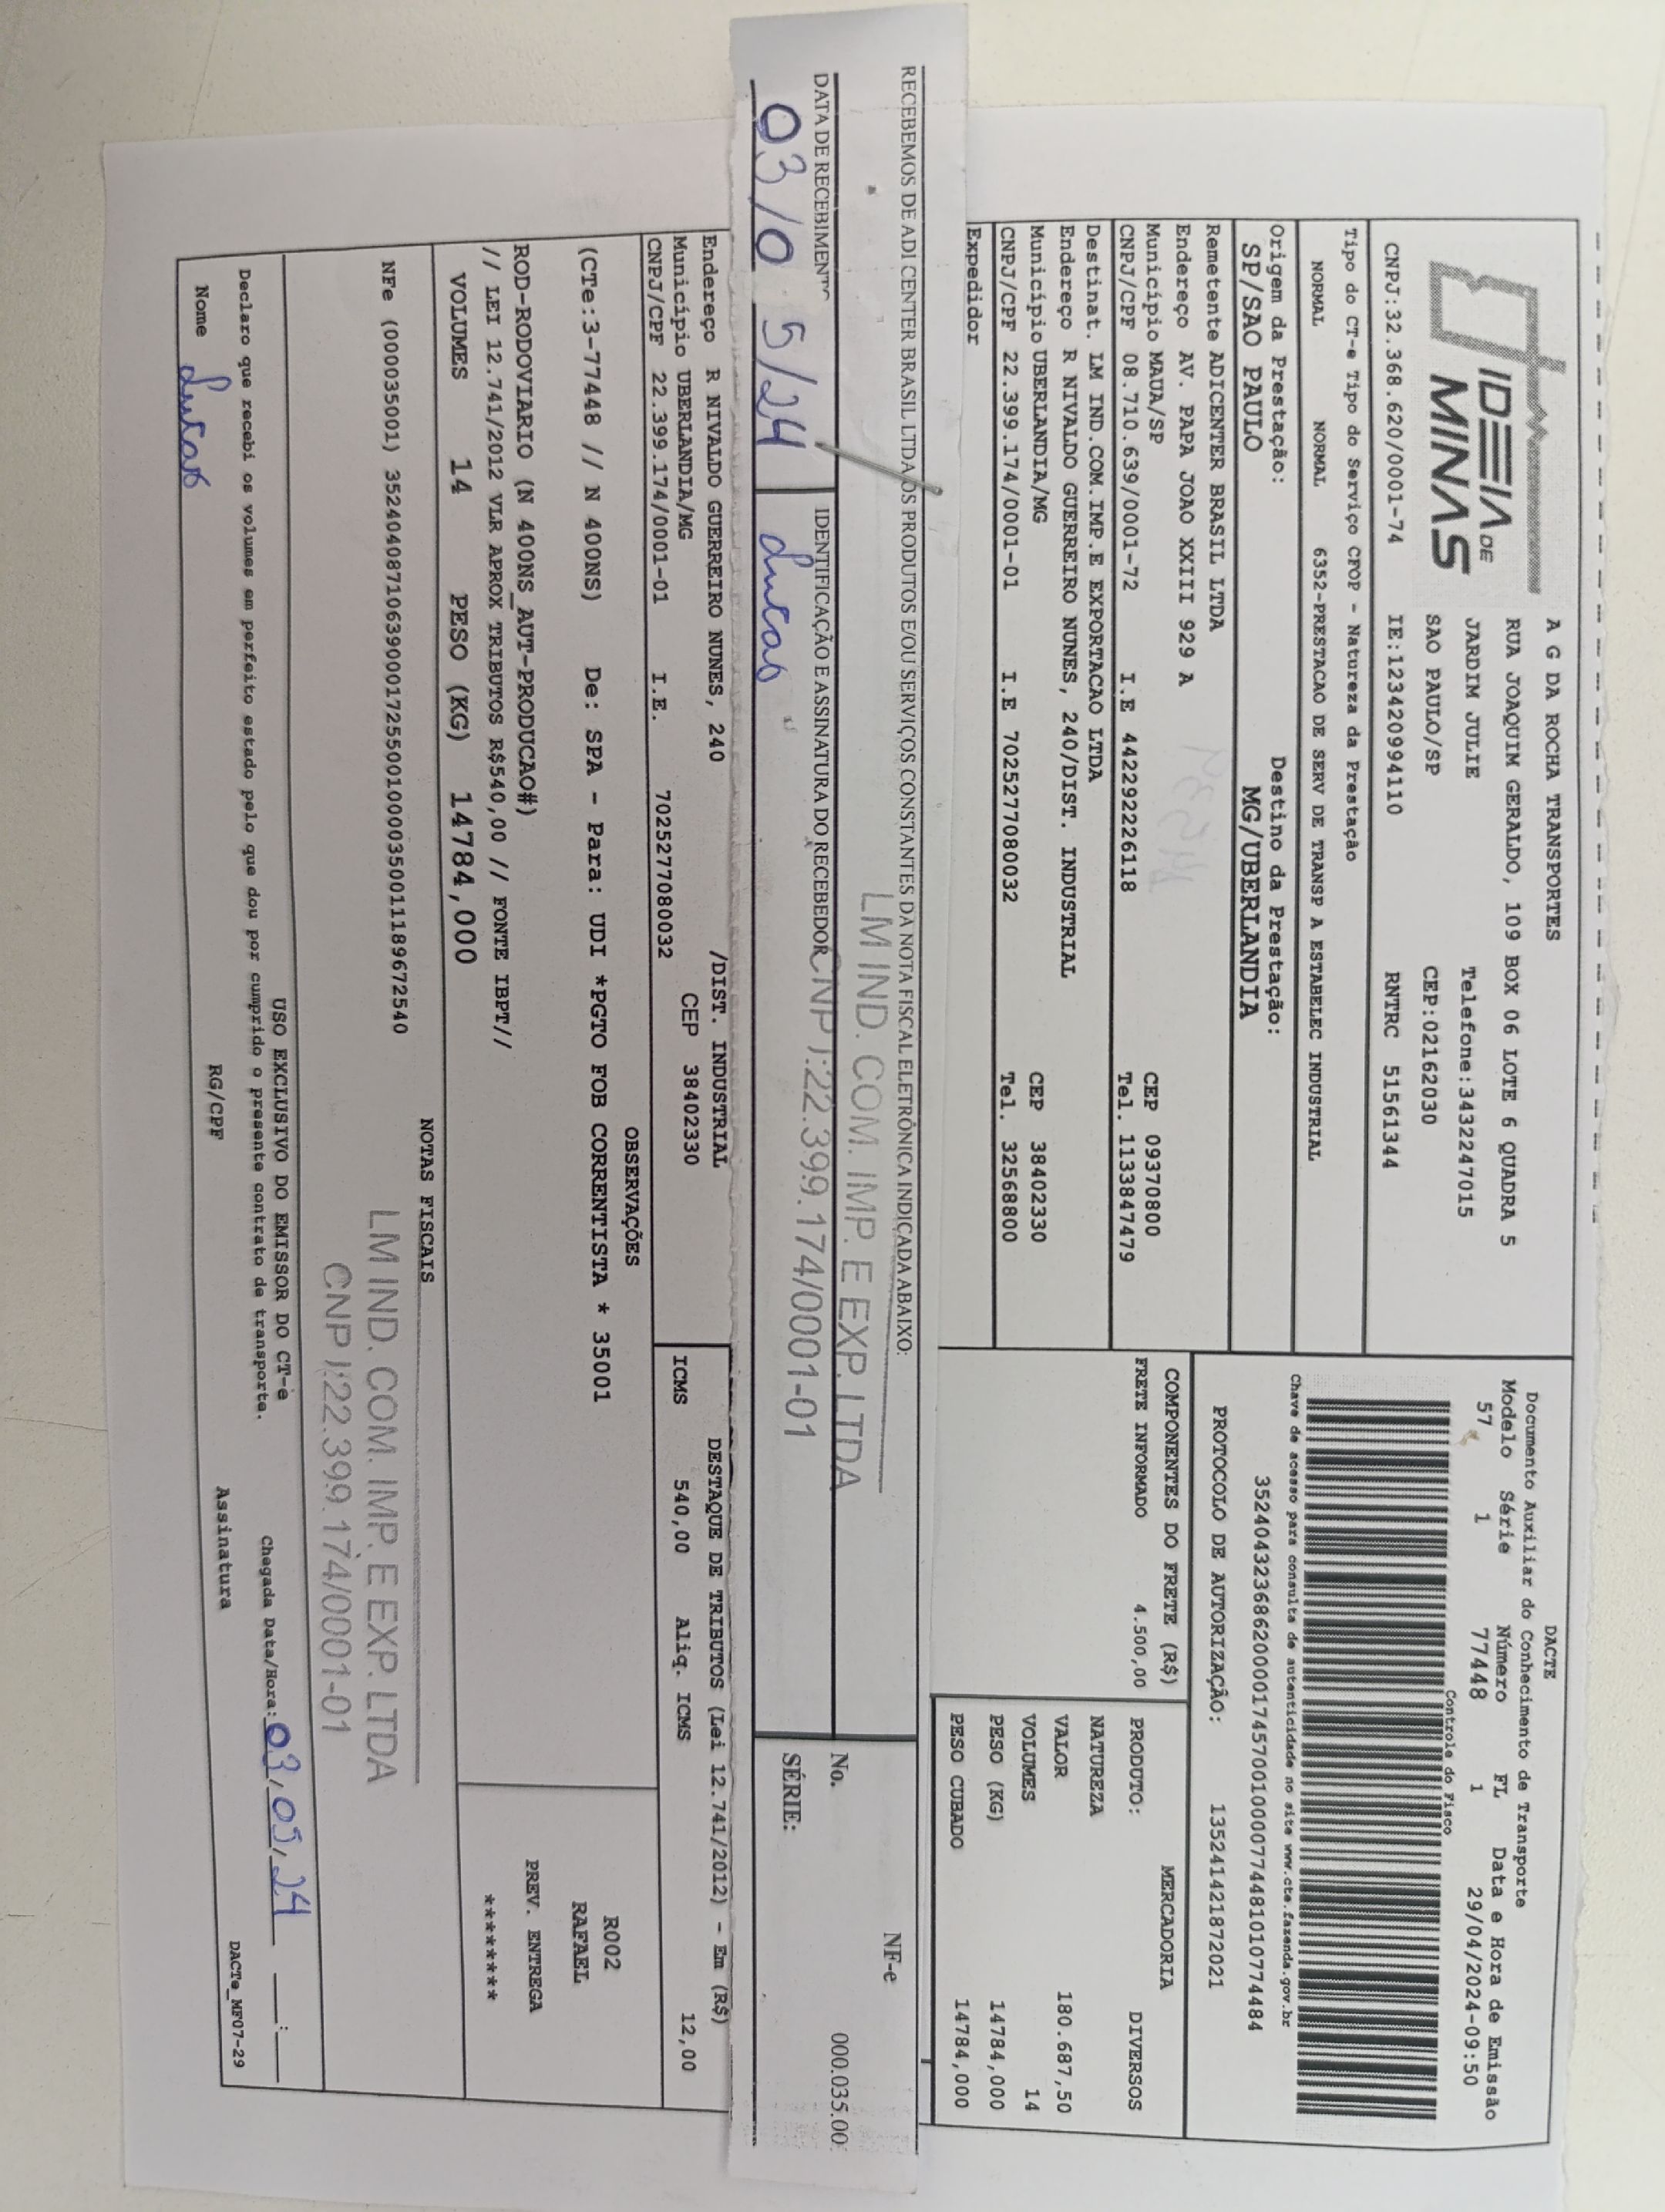 IDEIA DE
MINAS
A G DA ROCHA TRANSPORTES
RUA JOAQUIM GERALDO, 109 BOX 06 LOTE 6 QUADRA 5
JARDIM JULIE Telefone:3432247015
SAO PAULO/SP CEP:02162030
CNPJ:32.368.620/0001-74 IE:123420994110 RNTRC 51561344
Tipo do CT-e Tipo do Serviço CFOP - Natureza da Prestação
NORMAL NORMAL 6352-PRESTACAO DE SERV DE TRANSP A ESTABELEC INDUSTRIAL
Origem da Prestação: Destino da Prestação:
SP/SAO PAULO MG/UBERLANDIA
Remetente ADICENTER BRASIL LTDA
Endereço AV. PAPA JOAO XXIII 929 A
Município MAUA/SP CEP 09370800
CNPJ/CPF 08.710.639/0001-72 I.E 442292226118 Tel. 1133847479
Destinat. LM IND.COM.IMP.E EXPORTACAO LTDA
Endereço R NIVALDO GUERREIRO NUNES, 240/DIST. INDUSTRIAL
Município UBERLANDIA/MG CEP 38402330
CNPJ/CPF 22.399.174/0001-01 I.E 7025277080032 Tel. 32568800
Expedidor
DACTE
Documento Auxiliar do Conhecimento de Transporte
Modelo Série Número FL Data e Hora de Emissão
57 1 77448 1 29/04/2024-09:50
Controle do Fisco
Chave de acesso para consulta de autenticidade no site www.cte.fazenda.gov.br
35240432368620000174570010000774481010774484
PROTOCOLO DE AUTORIZAÇÃO: 135241421872021
COMPONENTES DO FRETE (R$)
FRETE INFORMADO 4.500,00
MERCADORIA
PRODUTO: DIVERSOS
NATUREZA
VALOR 180.687,50
VOLUMES 14
PESO (KG) 14784,000
PESO CUBADO 14784,000
RECEBEMOS DE ADI CENTER BRASIL LTDA OS PRODUTOS E/OU SERVIÇOS CONSTANTES DA NOTA FISCAL ELETRÔNICA INDICADA ABAIXO:
LM IND. COM. IMP. E EXP. LTDA
CNPJ:22.399.174/0001-01
DATA DE RECEBIMENTO IDENTIFICAÇÃO E ASSINATURA DO RECEBEDOR
03/05/24 Lucas
NF-e
No. 000.035.00
SÉRIE:
Endereço R NIVALDO GUERREIRO NUNES, 240 /DIST. INDUSTRIAL
Município UBERLANDIA/MG CEP 38402330
CNPJ/CPF 22.399.174/0001-01 I.E. 7025277080032
DESTAQUE DE TRIBUTOS (Lei 12.741/2012) - Em (R$)
ICMS 540,00 Aliq. ICMS 12,00
OBSERVAÇÕES
(CTe:3-77448 // N 400NS) De: SPA - Para: UDI *PGTO FOB CORRENTISTA * 35001
ROD-RODOVIARIO (N 400NS_AUT-PRODUCAO#)
// LEI 12.741/2012 VLR APROX TRIBUTOS R$540,00 // FONTE IBPT//
VOLUMES 14 PESO (KG) 14784,000
R002
RAFAEL
PREV. ENTREGA
********
NOTAS FISCAIS
NFe (000035001) 35240408710639000172550010000350011189672540
LM IND. COM. IMP. E EXP. LTDA
CNPJ:22.399.174/0001-01
USO EXCLUSIVO DO EMISSOR DO CT-e
Declaro que recebi os volumes em perfeito estado pelo que dou por cumprido o presente contrato de transporte. Chegada Data/Hora: 03/05/24 __:__
Nome Lucas RG/CPF Assinatura
DACTe_MF07-29